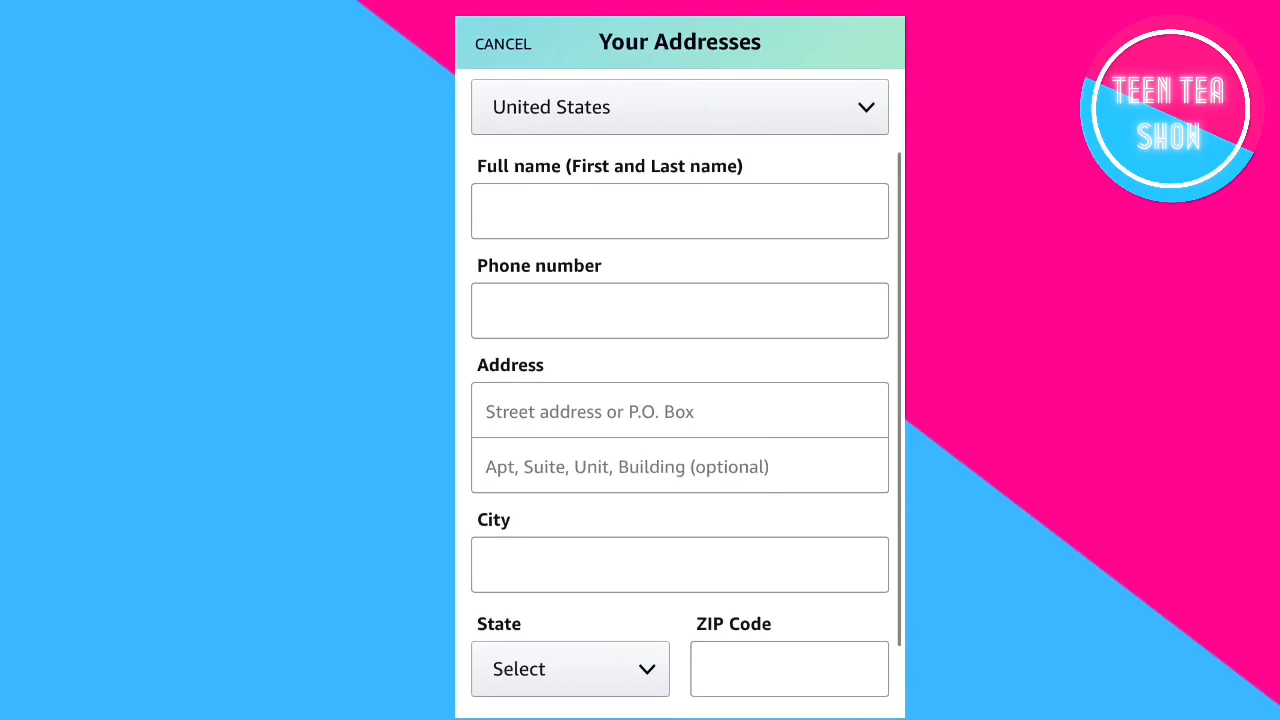 CANCEL
Your Addresses
TEEN TEA
SHOW
United States
Full name (First and Last name)
Phone number
Address
Street address or P.O. Box
Apt, Suite, Unit, Building (optional)
City
State
ZIP Code
Select